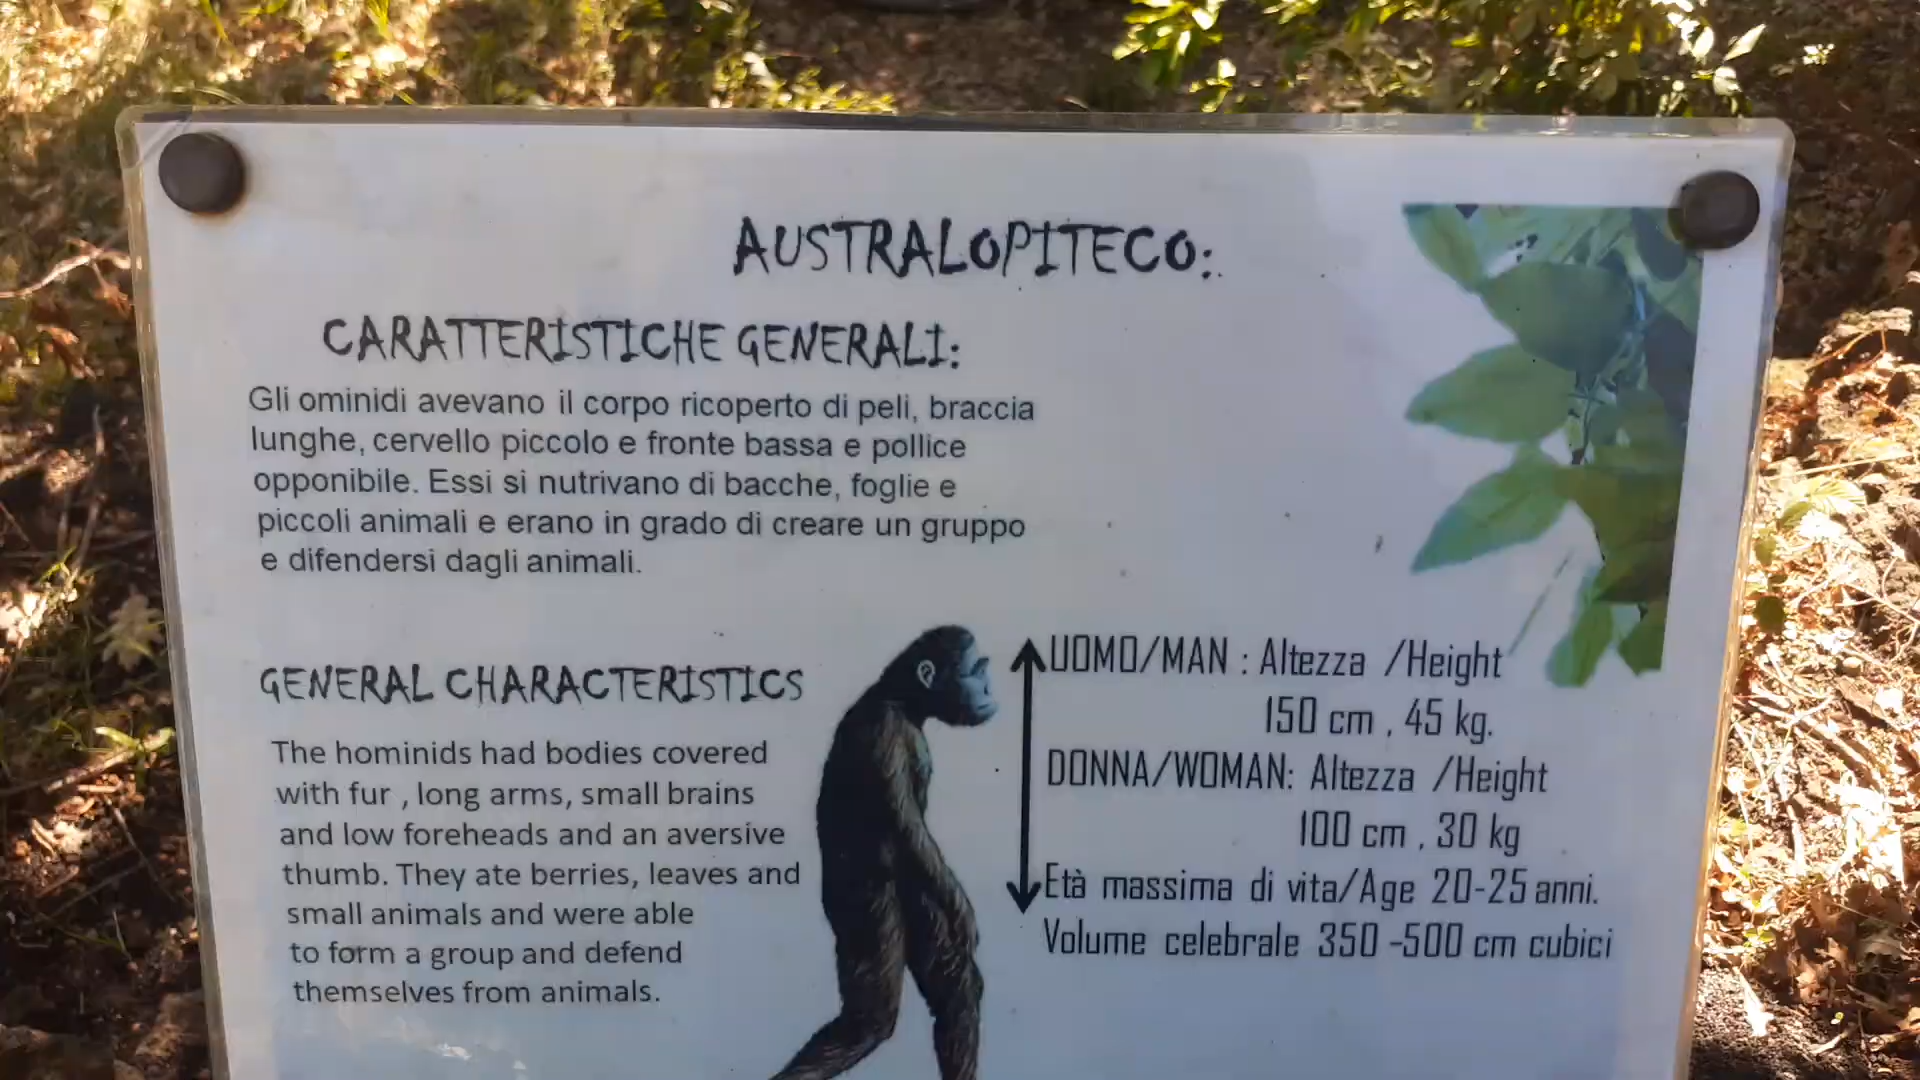 AUSTRALOPITECO:
CARATTERISTICHE GENERALI:
Gli ominidi avevano il corpo ricoperto di peli, braccia
lunghe, cervello piccolo e fronte bassa e pollice
opponibile. Essi si nutrivano di bacche, foglie e
piccoli animali e erano in grado di creare un gruppo
e difendersi dagli animali.
GENERAL CHARACTERISTICS
The hominids had bodies covered
with fur , long arms, small brains
and low foreheads and an aversive
thumb. They ate berries, leaves and
small animals and were able
to form a group and defend
themselves from animals.
UOMO/MAN : Altezza /Height
150 cm , 45 kg.
DONNA/WOMAN: Altezza /Height
100 cm , 30 kg
Età massima di vita/Age 20-25 anni.
Volume celebrale 350 -500 cm cubici